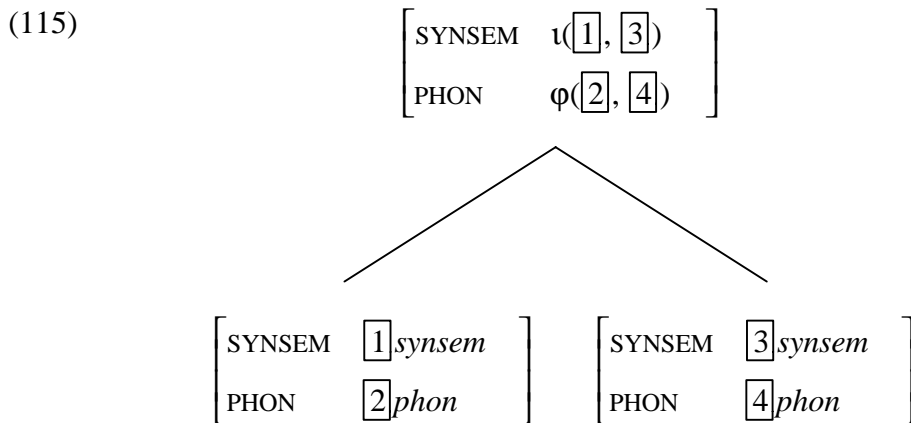 (115)
SYNSEM ι(1, 3)
PHON φ(2, 4)
SYNSEM 1 synsem
PHON 2 phon
SYNSEM 3 synsem
PHON 4 phon